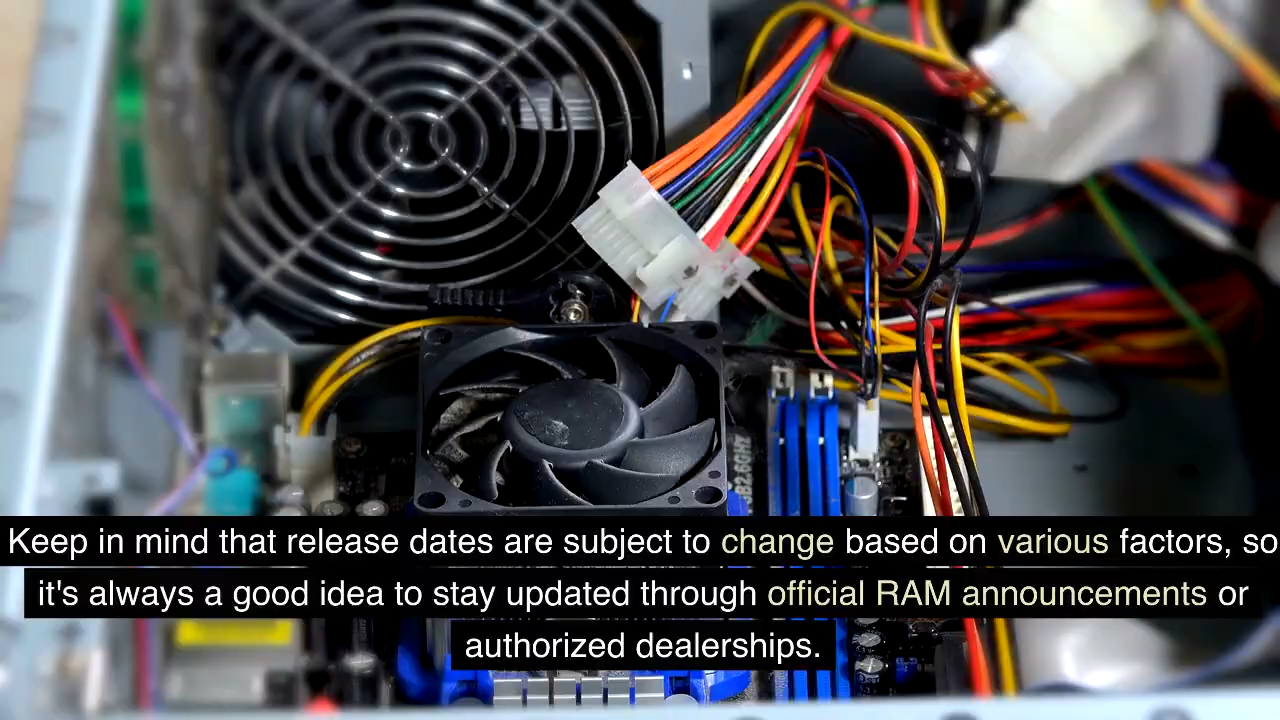 Keep in mind that release dates are subject to change based on various factors, so
it's always a good idea to stay updated through official RAM announcements or
authorized dealerships.